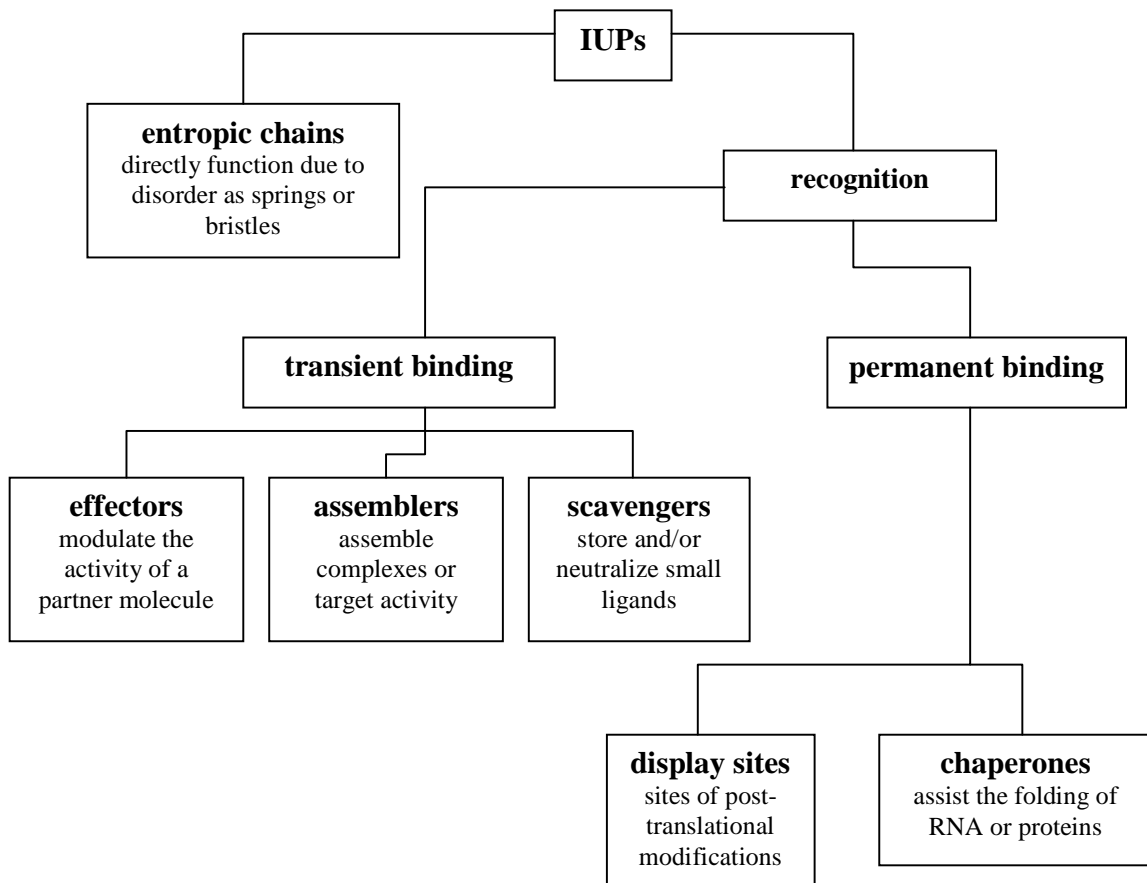 IUPs
entropic chains
directly function due to
disorder as springs or
bristles
recognition
transient binding
permanent binding
effectors
modulate the
activity of a
partner molecule
assemblers
assemble
complexes or
target activity
scavengers
store and/or
neutralize small
ligands
display sites
sites of post-
translational
modifications
chaperones
assist the folding of
RNA or proteins